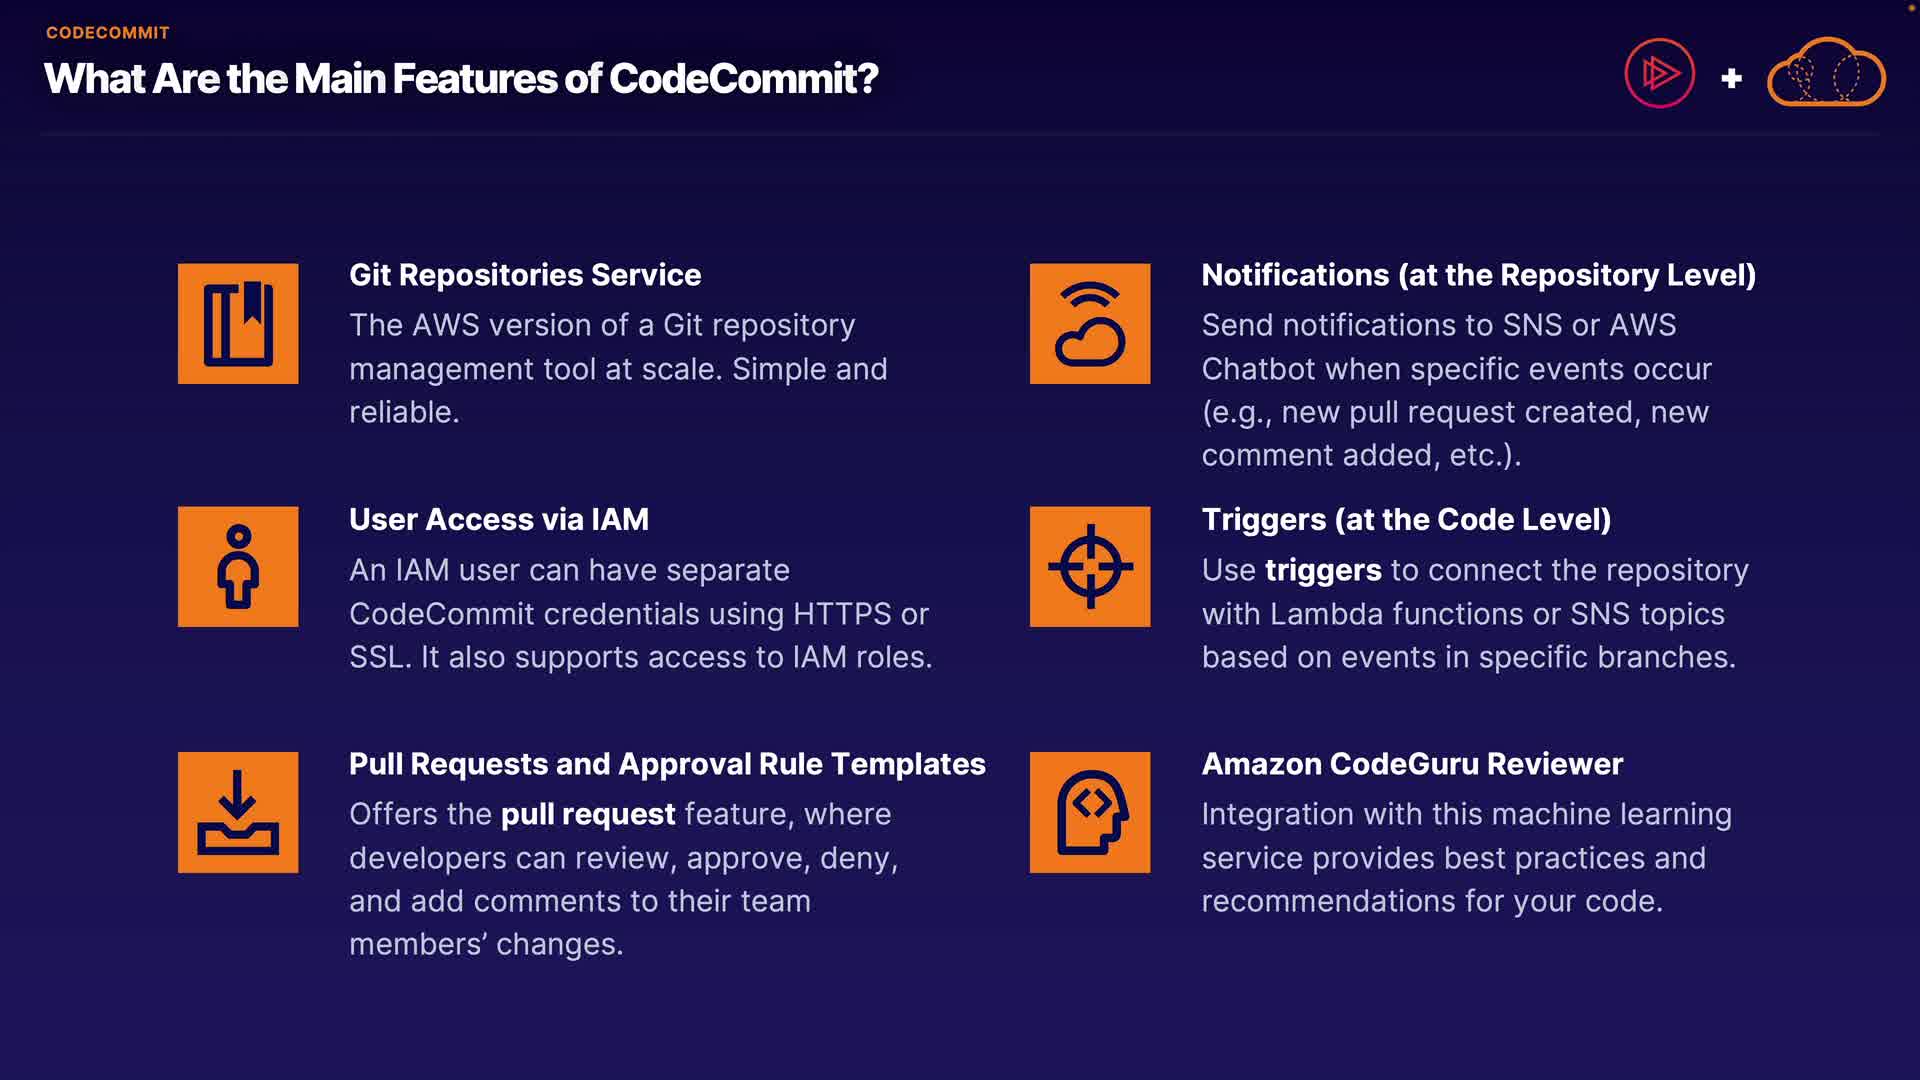 CODECOMMIT
What Are the Main Features of CodeCommit?
+
Git Repositories Service
The AWS version of a Git repository
management tool at scale. Simple and
reliable.
User Access via IAM
An IAM user can have separate
CodeCommit credentials using HTTPS or
SSL. It also supports access to IAM roles.
Pull Requests and Approval Rule Templates
Offers the pull request feature, where
developers can review, approve, deny,
and add comments to their team
members’ changes.
Notifications (at the Repository Level)
Send notifications to SNS or AWS
Chatbot when specific events occur
(e.g., new pull request created, new
comment added, etc.).
Triggers (at the Code Level)
Use triggers to connect the repository
with Lambda functions or SNS topics
based on events in specific branches.
Amazon CodeGuru Reviewer
Integration with this machine learning
service provides best practices and
recommendations for your code.